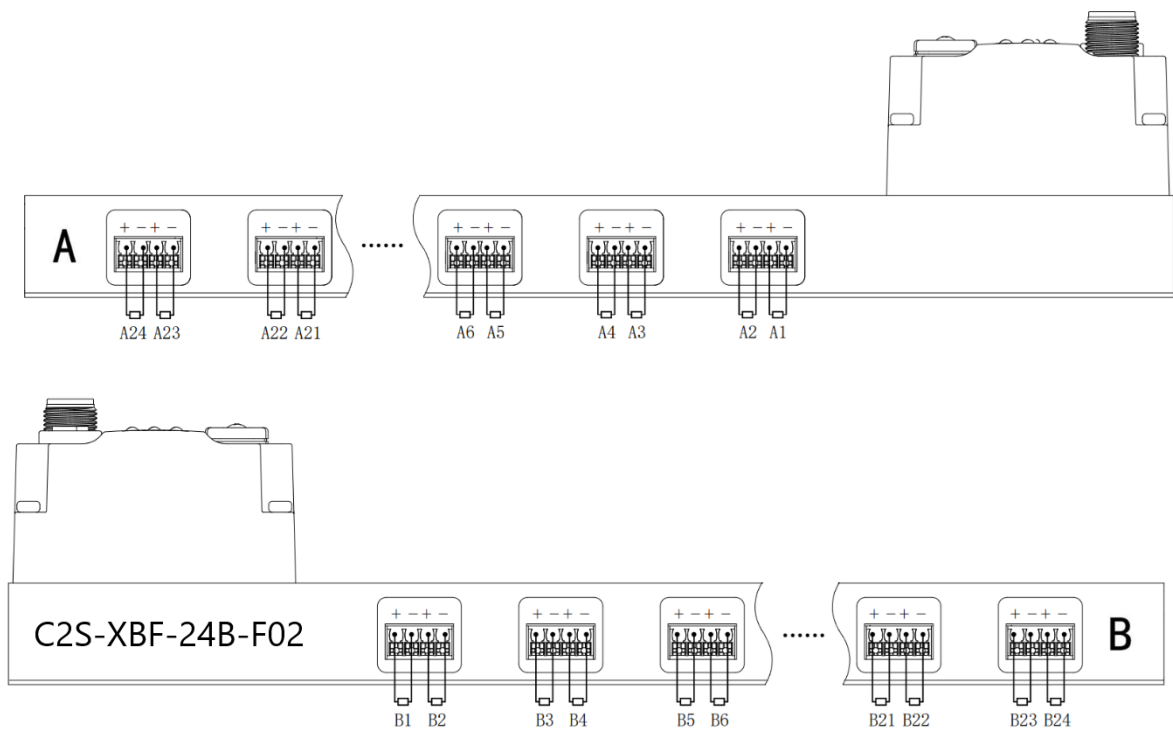 + − + − + − + − + − + − + − + − + − + −
A ······
A24 A23 A22 A21 A6 A5 A4 A3 A2 A1
+ − + − + − + − + − + − + − + − + − + −
C2S-XBF-24B-F02 ······ B
B1 B2 B3 B4 B5 B6 B21 B22 B23 B24